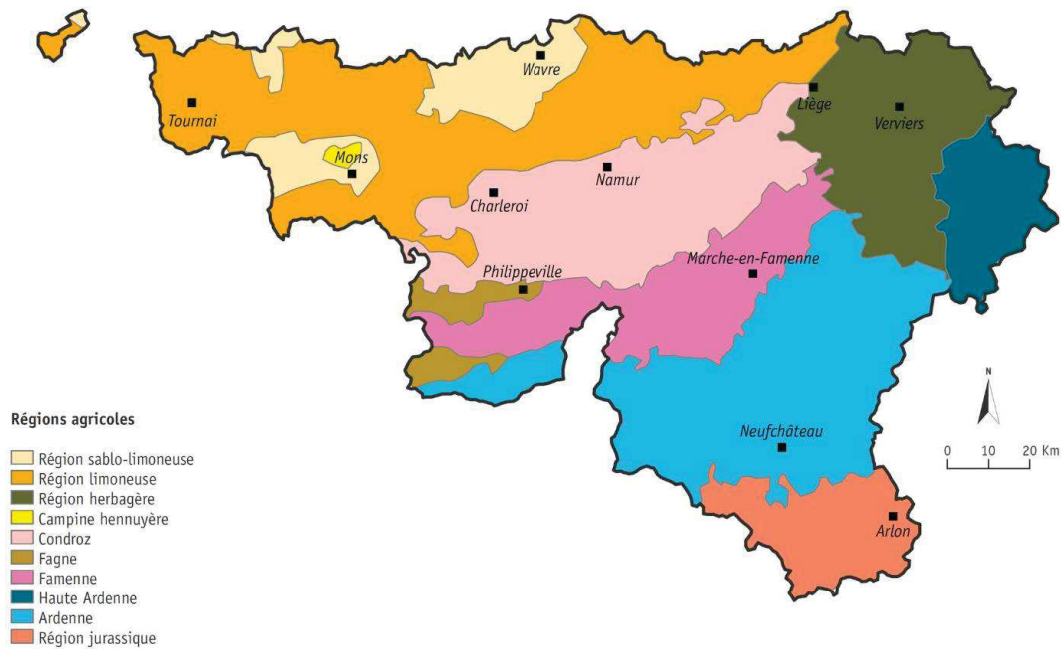 Wavre
Liège
Tournai
Verviers
Mons
Namur
Charleroi
Marche-en-Famenne
Philippeville
N
Neufchâteau
0 10 20 Km
Arlon
Régions agricoles
Région sablo-limoneuse
Région limoneuse
Région herbagère
Campine hennuyère
Condroz
Fagne
Famenne
Haute Ardenne
Ardenne
Région jurassique